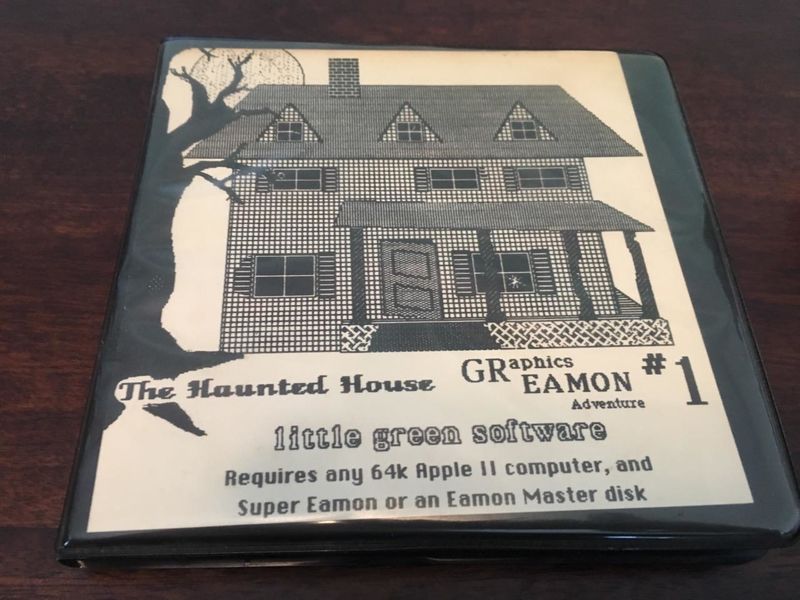 The Haunted House
GRaphics
EAMON
Adventure
#1
little green software
Requires any 64k Apple II computer, and
Super Eamon or an Eamon Master disk